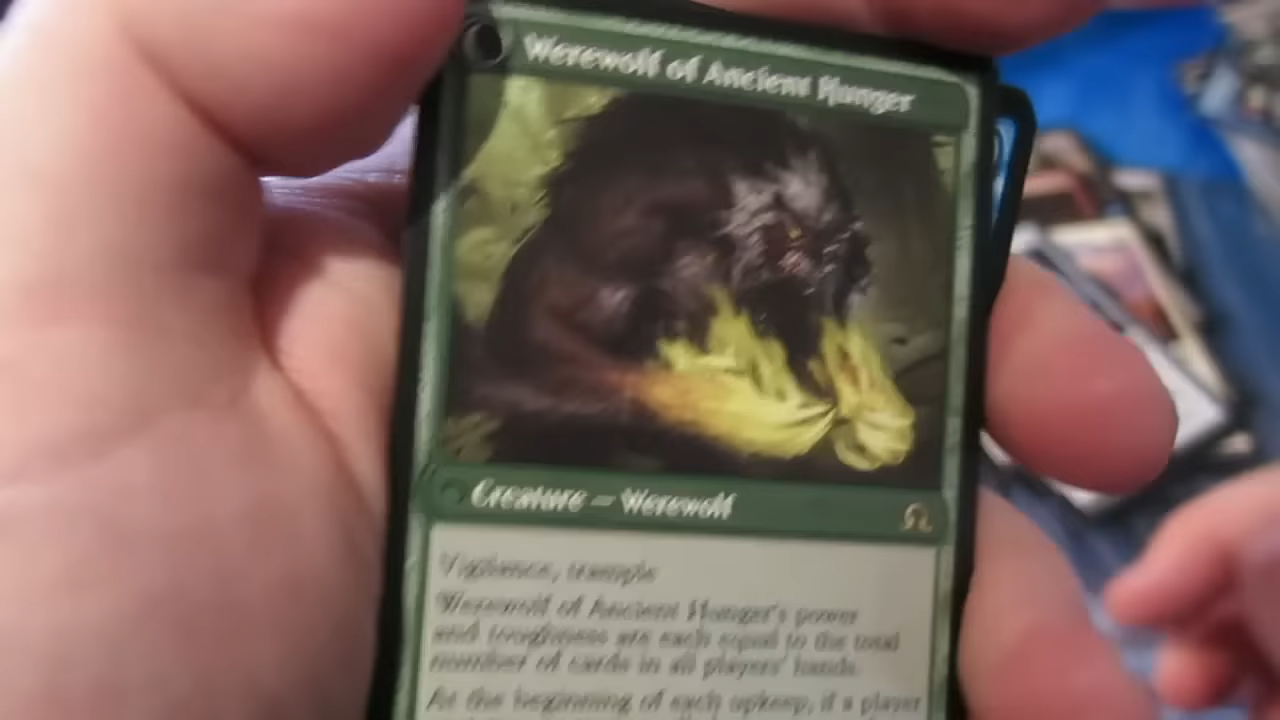 Werewolf of Ancient Hunger
Creature – Werewolf
Vigilance, trample
Werewolf of Ancient Hunger's power
and toughness are each equal to the total
number of cards in all players' hands.
At the beginning of each upkeep, if a player